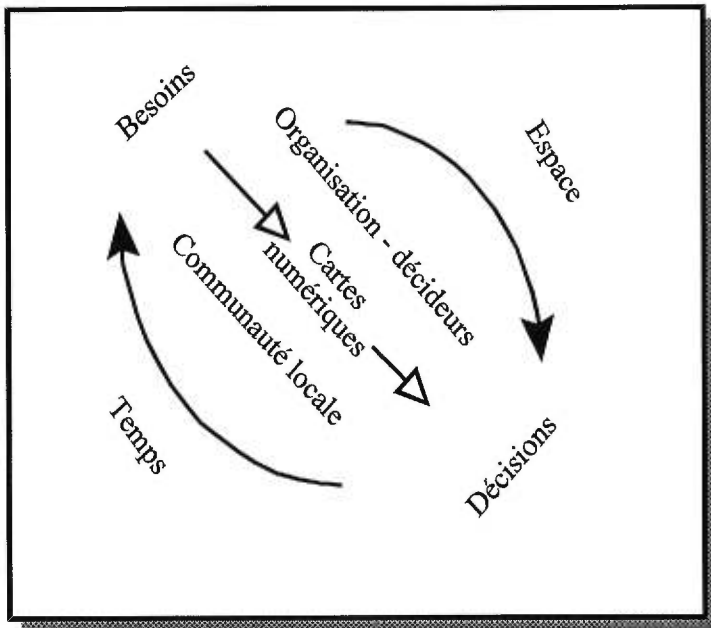 Besoins
Organisation - décideurs
Espace
Cartes
numériques
Communauté locale
Temps
Décisions